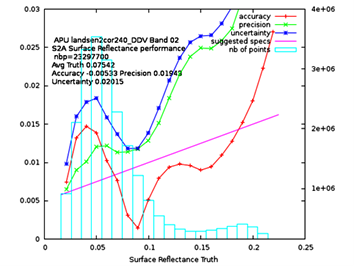 0.03
0.025
0.02
0.015
0.01
0.005
0
APU landsencor240_DDV Band 02
S2A Surface Reflectance performance
nbp=23297700
Avg Truth 0.07542
Accuracy -0.00533 Precision 0.01943
Uncertainty 0.02015
accuracy
precision
uncertainty
suggested specs
nb of points
4e+06
3e+06
2e+06
1e+06
0
0 0.05 0.1 0.15 0.2 0.25
Surface Reflectance Truth